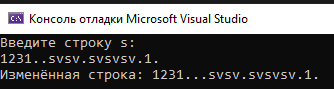 Консоль отладки Microsoft Visual Studio
Введите строку s:
1231..svsv.svsvsv.1.
Изменённая строка: 1231...svsv.svsvsv.1.